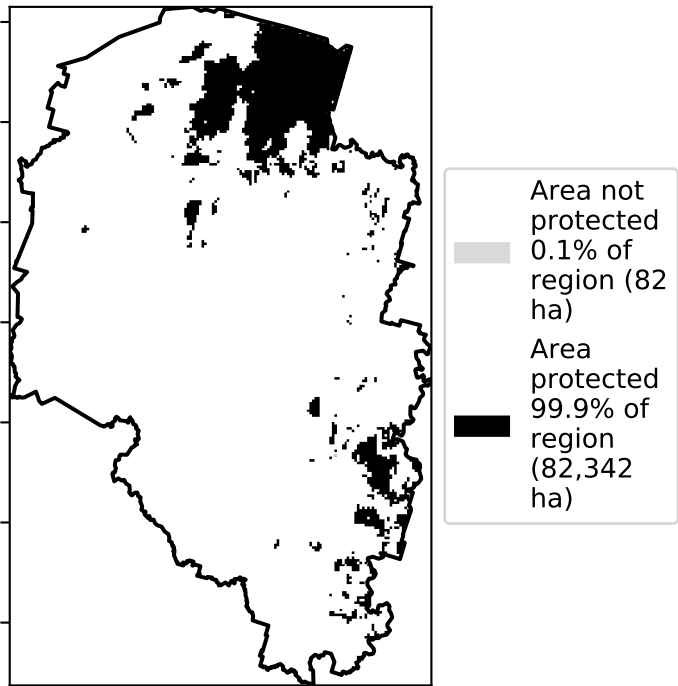 Area not
protected
0.1% of
region (82
ha)
Area
protected
99.9% of
region
(82,342
ha)